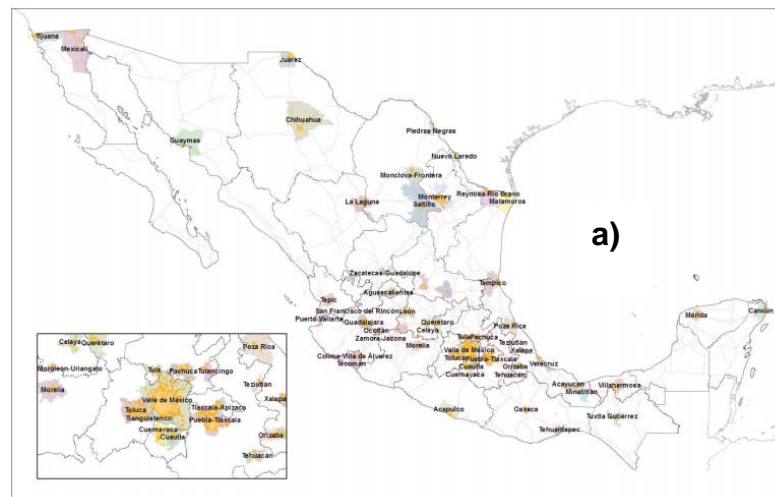 Tijuana
Mexicali
Juárez
Chihuahua
Guaymas
Piedras Negras
Nuevo Laredo
Monclova-Frontera
La Laguna
Monterrey
Saltillo
Reynosa-Río Bravo
Matamoros
a)
Zacatecas-Guadalupe
Aguascalientes
Tampico
Tepic
San Francisco del Rincón León
Puerto Vallarta
Guadalajara
Ocotlán
Zamora-Jacona
Querétaro
Celaya
Morelia
Colima-Villa de Álvarez
Tecomán
Poza Rica
Tula Pachuca
Teziutlán
Valle de México
Xalapa
Toluca Puebla-Tlaxcala
Veracruz
Cuautla
Orizaba
Cuernavaca
Tehuacán
Mérida
Cancún
Acayucan
Minatitlán
Villahermosa
Acapulco
Oaxaca
Tuxtla Gutiérrez
Tehuantepec
Celaya Querétaro
Poza Rica
Moroleón-Uriangato
Tula
Pachuca Tulancingo
Teziutlán
Morelia
Valle de México
Xalapa
Toluca
Tlaxcala-Apizaco
Tianguistenco
Puebla-Tlaxcala
Cuernavaca
Cuautla
Orizaba
Tehuacán